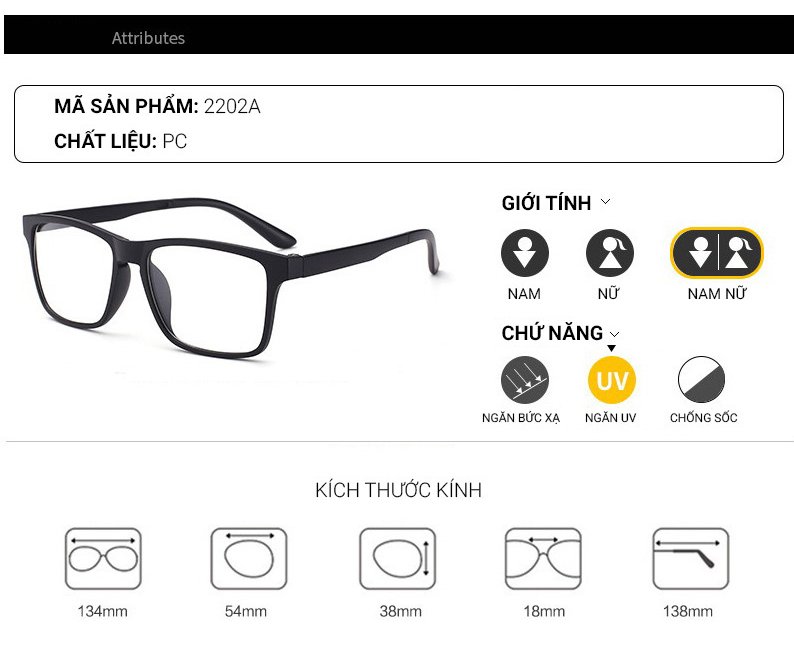 Attributes
MÃ SẢN PHẨM: 2202A
CHẤT LIỆU: PC
GIỚI TÍNH
NAM
NỮ
NAM NỮ
CHỨ NĂNG
UV
NGĂN BỨC XẠ
NGĂN UV
CHỐNG SỐC
KÍCH THƯỚC KÍNH
134mm
54mm
38mm
18mm
138mm